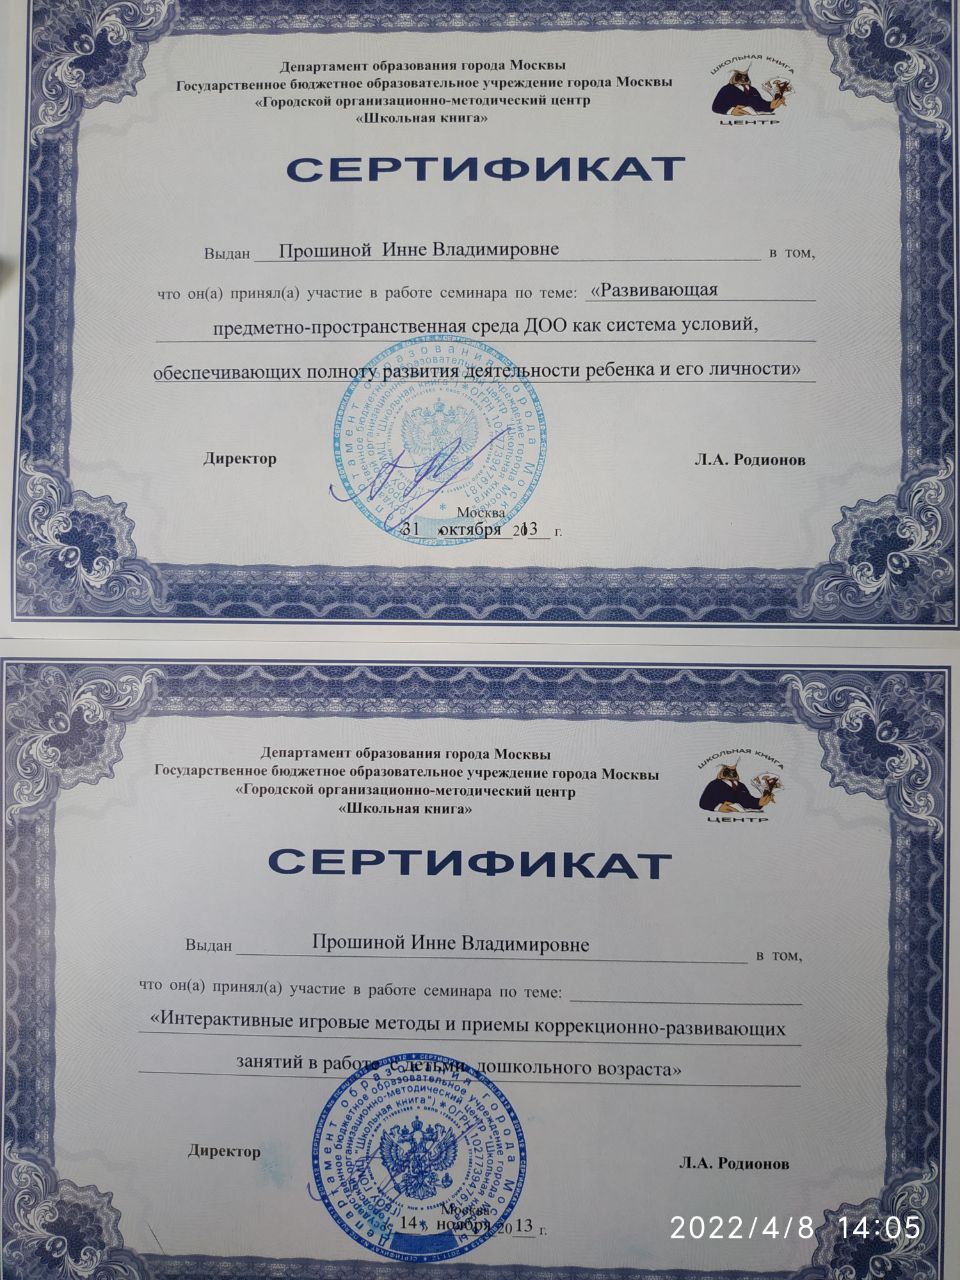 Департамент образования города Москвы
Государственное бюджетное образовательное учреждение города Москвы
«Городской организационно-методический центр
«Школьная книга»
ШКОЛЬНАЯ КНИГА
ЦЕНТР
СЕРТИФИКАТ
Выдан Прошиной Инне Владимировне в том,
что он(а) принял(а) участие в работе семинара по теме: «Развивающая
предметно-пространственная среда ДОО как система условий,
обеспечивающих полноту развития деятельности ребенка и его личности»
Директор Л.А. Родионов
Москва
31 октября 2013 г.
Департамент образования города Москвы
Государственное бюджетное образовательное учреждение города Москвы
«Городской организационно-методический центр
«Школьная книга»
ШКОЛЬНАЯ КНИГА
ЦЕНТР
СЕРТИФИКАТ
Выдан Прошиной Инне Владимировне в том,
что он(а) принял(а) участие в работе семинара по теме:
«Интерактивные игровые методы и приемы коррекционно-развивающих
занятий в работе с детьми дошкольного возраста»
Директор Л.А. Родионов
Москва
14 ноября 2013 г.
2022/4/8 14:05